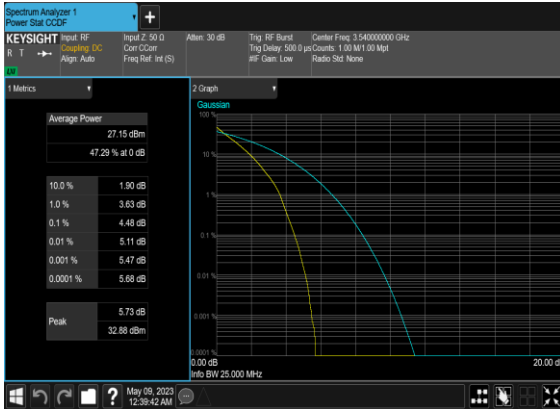 Spectrum Analyzer 1
Power Stat CCDF
KEYSIGHT
R T
LV
Input: RF
Coupling: DC
Align: Auto
Input Z: 50 Ω
Corr CCorr
Freq Ref: Int (S)
Atten: 30 dB
Trig: RF Burst
Trig Delay: 500.0 µs
#IF Gain: Low
Center Freq: 3.540000000 GHz
Counts: 1.00 M/1.00 Mpt
Radio Std: None
1 Metrics
Average Power
27.15 dBm
47.29 % at 0 dB
10.0 % 1.90 dB
1.0 % 3.63 dB
0.1 % 4.48 dB
0.01 % 5.11 dB
0.001 % 5.47 dB
0.0001 % 5.68 dB
Peak
5.73 dB
32.88 dBm
2 Graph
Gaussian
100 %
10 %
1 %
0.1 %
0.01 %
0.001 %
0.0001 %
0.00 dB
20.00 d
Info BW 25.000 MHz
?
May 09, 2023
12:39:42 AM